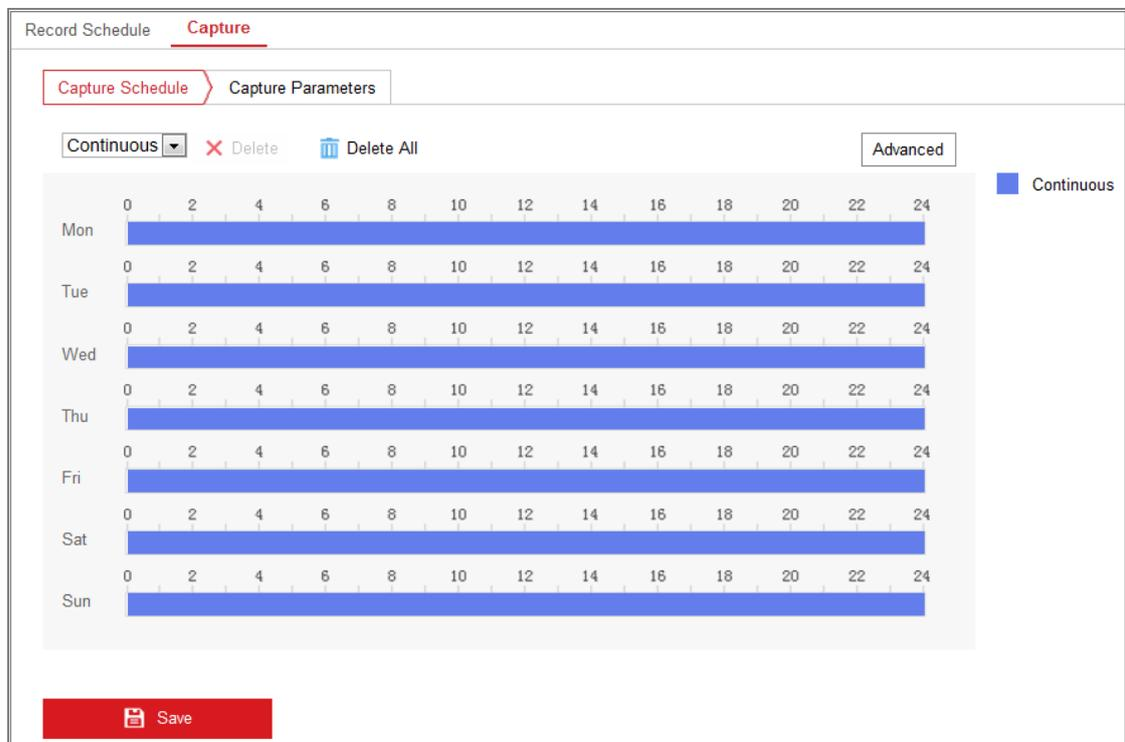 Record Schedule Capture
Capture Schedule Capture Parameters
Continuous Delete Delete All Advanced
Continuous
0 2 4 6 8 10 12 14 16 18 20 22 24
Mon
0 2 4 6 8 10 12 14 16 18 20 22 24
Tue
0 2 4 6 8 10 12 14 16 18 20 22 24
Wed
0 2 4 6 8 10 12 14 16 18 20 22 24
Thu
0 2 4 6 8 10 12 14 16 18 20 22 24
Fri
0 2 4 6 8 10 12 14 16 18 20 22 24
Sat
0 2 4 6 8 10 12 14 16 18 20 22 24
Sun
Save